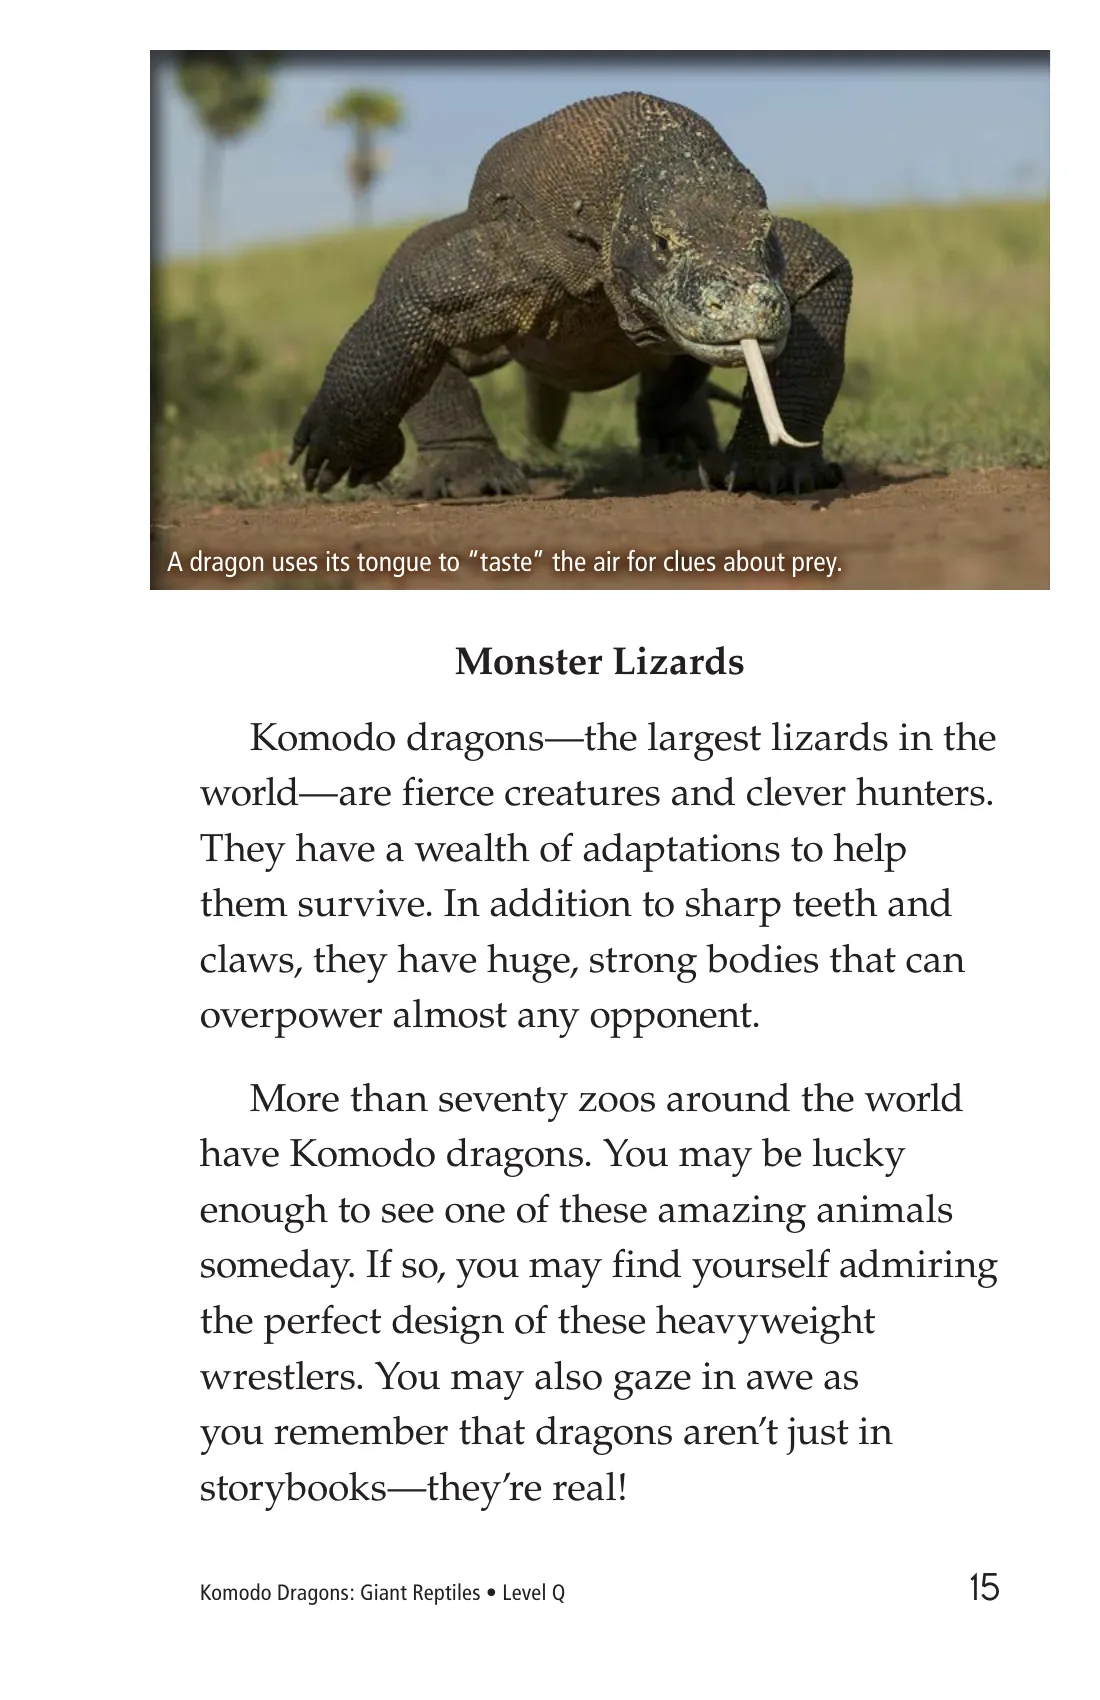 A dragon uses its tongue to “taste” the air for clues about prey.
Monster Lizards
Komodo dragons—the largest lizards in the
world—are fierce creatures and clever hunters.
They have a wealth of adaptations to help
them survive. In addition to sharp teeth and
claws, they have huge, strong bodies that can
overpower almost any opponent.
More than seventy zoos around the world
have Komodo dragons. You may be lucky
enough to see one of these amazing animals
someday. If so, you may find yourself admiring
the perfect design of these heavyweight
wrestlers. You may also gaze in awe as
you remember that dragons aren’t just in
storybooks—they’re real!
Komodo Dragons: Giant Reptiles • Level Q
15